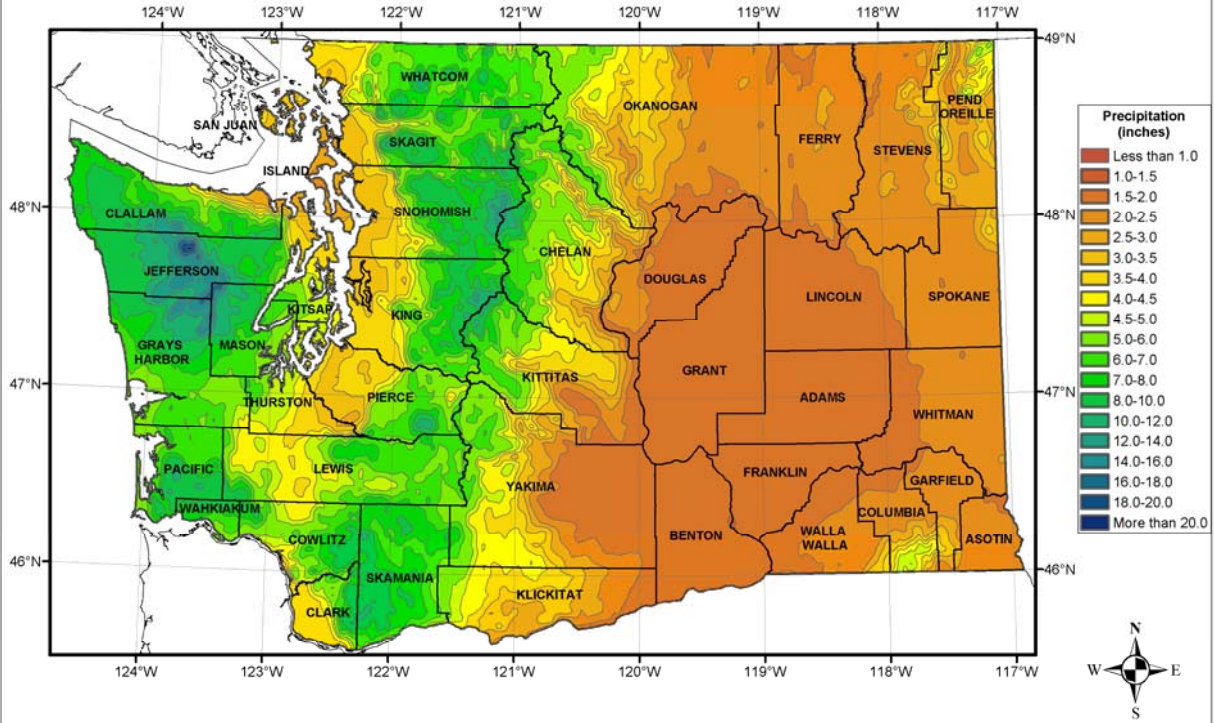 124°W 123°W 122°W 121°W 120°W 119°W 118°W 117°W
49°N
WHATCOM
SAN JUAN
SKAGIT
ISLAND
OKANOGAN
FERRY
STEVENS
PEND
OREILLE
48°N
48°N
CLALLAM
SNOHOMISH
CHELAN
JEFFERSON
DOUGLAS
LINCOLN
SPOKANE
KITSAP
KING
GRAYS
HARBOR
MASON
47°N
47°N
KITTITAS
GRANT
THURSTON
PIERCE
ADAMS
WHITMAN
PACIFIC
LEWIS
YAKIMA
FRANKLIN
GARFIELD
WAHKIAKUM
COLUMBIA
COWLITZ
BENTON
WALLA
WALLA
ASOTIN
46°N
46°N
SKAMANIA
KLICKITAT
CLARK
124°W 123°W 122°W 121°W 120°W 119°W 118°W 117°W
Precipitation
(inches)
Less than 1.0
1.0-1.5
1.5-2.0
2.0-2.5
2.5-3.0
3.0-3.5
3.5-4.0
4.0-4.5
4.5-5.0
5.0-6.0
6.0-7.0
7.0-8.0
8.0-10.0
10.0-12.0
12.0-14.0
14.0-16.0
16.0-18.0
18.0-20.0
More than 20.0
N
W E
S